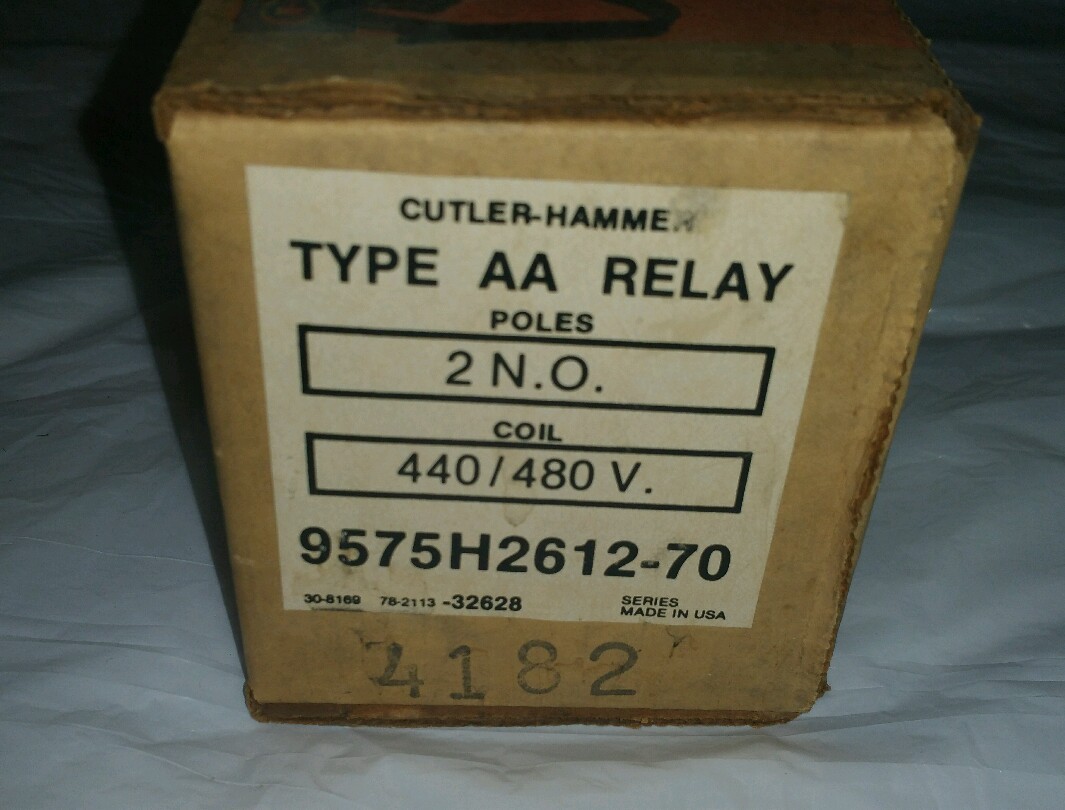 CUTLER-HAMMER
TYPE AA RELAY
POLES
2 N.O.
COIL
440/480 V.
9575H2612-70
30-8169 78-2113 -32628 SERIES
MADE IN USA
4182